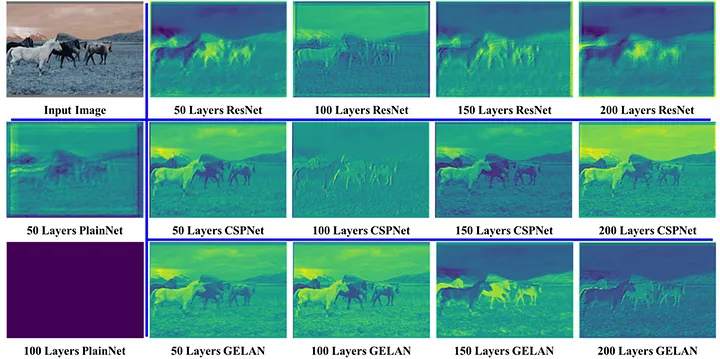 Input Image
50 Layers ResNet
100 Layers ResNet
150 Layers ResNet
200 Layers ResNet
50 Layers PlainNet
50 Layers CSPNet
100 Layers CSPNet
150 Layers CSPNet
200 Layers CSPNet
100 Layers PlainNet
50 Layers GELAN
100 Layers GELAN
150 Layers GELAN
200 Layers GELAN